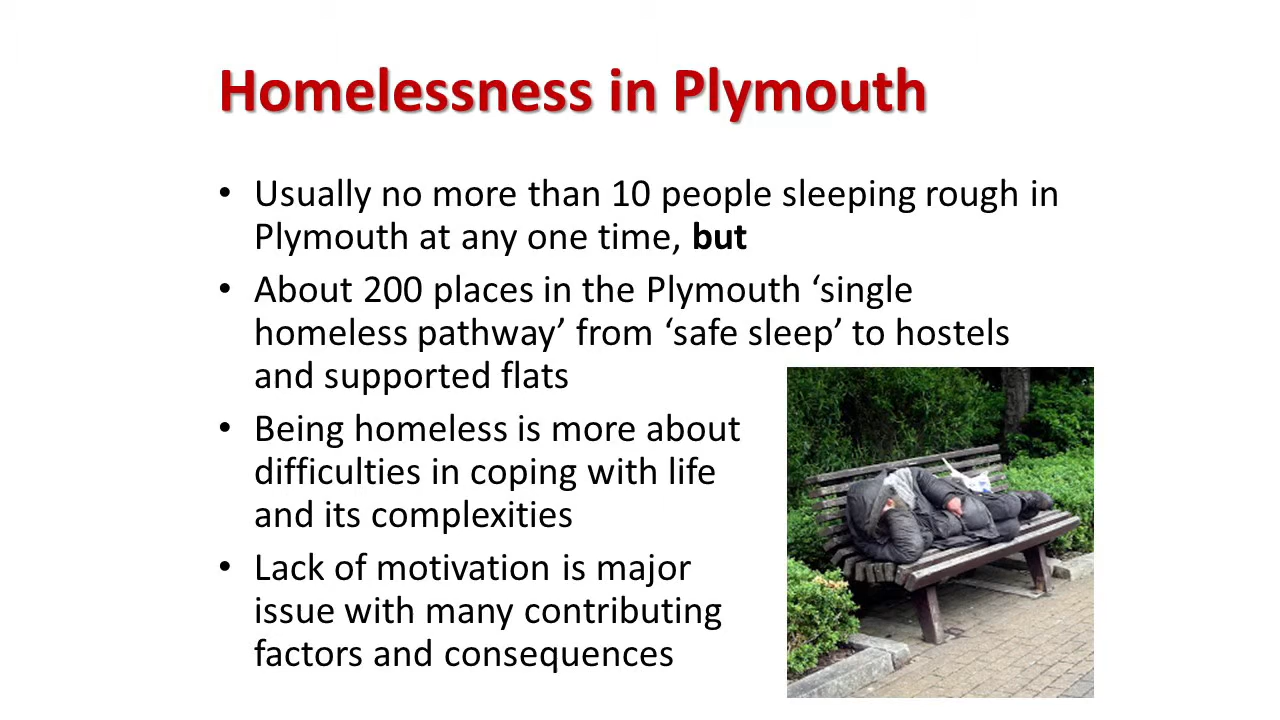 Homelessness in Plymouth
• Usually no more than 10 people sleeping rough in
Plymouth at any one time, but
• About 200 places in the Plymouth ‘single
homeless pathway’ from ‘safe sleep’ to hostels
and supported flats
• Being homeless is more about
difficulties in coping with life
and its complexities
• Lack of motivation is major
issue with many contributing
factors and consequences